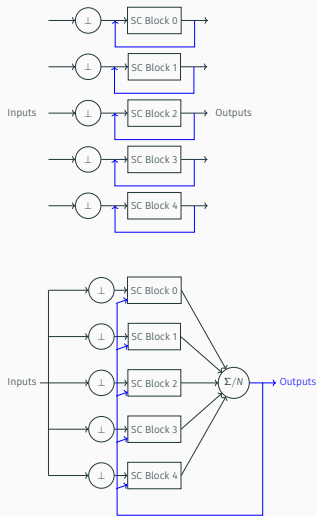 ⊥ SC Block 0
⊥ SC Block 1
Inputs ⊥ SC Block 2 Outputs
⊥ SC Block 3
⊥ SC Block 4
⊥ SC Block 0
⊥ SC Block 1
Inputs ⊥ SC Block 2 Σ/N Outputs
⊥ SC Block 3
⊥ SC Block 4